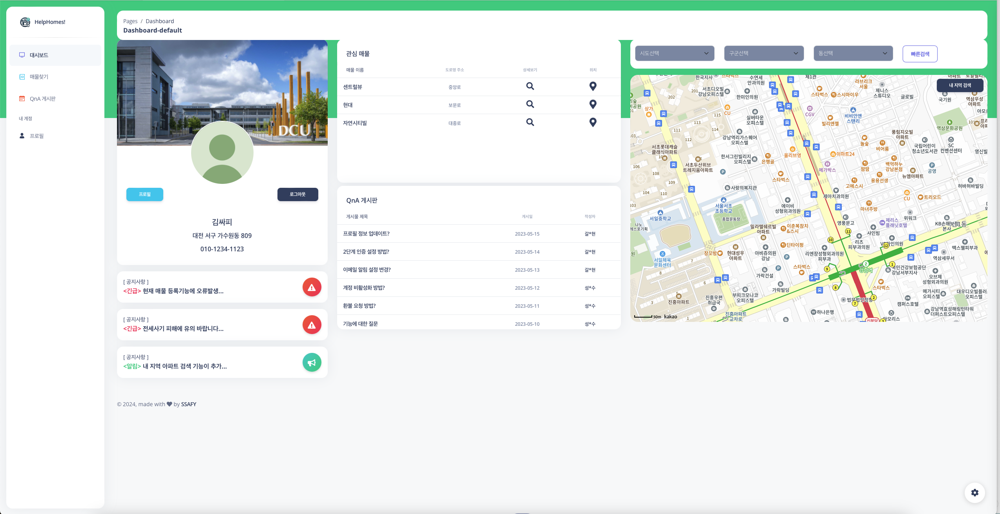 HelpHomes!
대시보드
매물찾기
QnA 게시판
내 계정
프로필
Pages / Dashboard
Dashboard-default
DCU
프로필
로그아웃
김싸피
대전 서구 가수원동 809
010-1234-1123
[ 공지사항 ]
<긴급> 현재 매물 등록기능에 오류발생...
[ 공지사항 ]
<긴급> 전세사기 피해에 유의 바랍니다...
[ 공지사항 ]
<알림> 내 지역 아파트 검색 기능이 추가...
© 2024, made with by SSAFY
관심 매물
매물 이름 도로명 주소 상세보기 위치
센트럴뷰 중앙로
현대 보문로
자연시티빌 대종로
QnA 게시판
게시물 제목 게시일 작성자
프로필 정보 업데이트? 2023-05-15 갈*현
2단계 인증 설정 방법? 2023-05-14 갈*현
이메일 알림 설정 변경? 2023-05-13 갈*현
계정 비활성화 방법? 2023-05-12 성*수
환불 요청 방법? 2023-05-11 성*수
기능에 대한 질문 2023-05-10 성*수
시도선택 구군선택 동선택 빠른검색
내 지역 검색
한국지사
스타벅스
수연세
안과의원
제1관
라브리크
서울
제니스
스튜디오
글로빌
국기원
역삼우성
아파트
서초디오빌
강남오피스텔
한미인의원
스타벅스
스시마이우
202
201
상가
CU
CGV
비비안앤
스탠리
실버타운
오피스텔
빌리엔젤
역삼문화공원
115
113
114
111
112
강남역리가스퀘어
오피스텔
풍림지오빌
아파트
놀숲
비어룸
국립어린이
청소년도서관
SC
컨벤션센터
영신빌
서초롯데캐슬
클래식아파트
한서그린빌리지
오피스텔
은행골
올리브영
이마트24
서초두산위브
트레지움아파트
메가박스
땀땀
백억하누
강남본점
공영
106
108
109
스타벅스
고메스시
용용선생
뉴엠아파트
허바허바빌딩
104
110
사랑의복지관
제아치과의원
CU
트리오드
서울서초
초등학교
에이비
성형외과의원
마녀주방
서일중학교
종합운동장
영풍문고
제리스
플래닛호텔
위워크
KB손해보험
본사
나노
밀라텔쉐르빌
아파트
이춘복참치
&스시
샤인빔
11
10
리츠
피부과의원
12
딘타이펑
장꼬방
현대성우
아파트
아비쥬의원
강남
리엔장성형외과의원
피부과
맥스웰피부과
역삼세무서
서일체육
문화센터
7
8
6
3
1
가락건설
스타벅스
9
2
강남역
1
국민건강보험공단
강남서부지사
오브제
성형외과의원
가락빌딩
8
스타벅스
메가시티
오피스텔
진흥아파트
진흥우편
취급국
부띠크모나코
오피스텔
2
7
캠퍼스호텔
하나은행
강남역효성해링턴타워
더퍼스트오피스텔
진흥아파트
교차로
신분당
3
아모리스
50m kakao